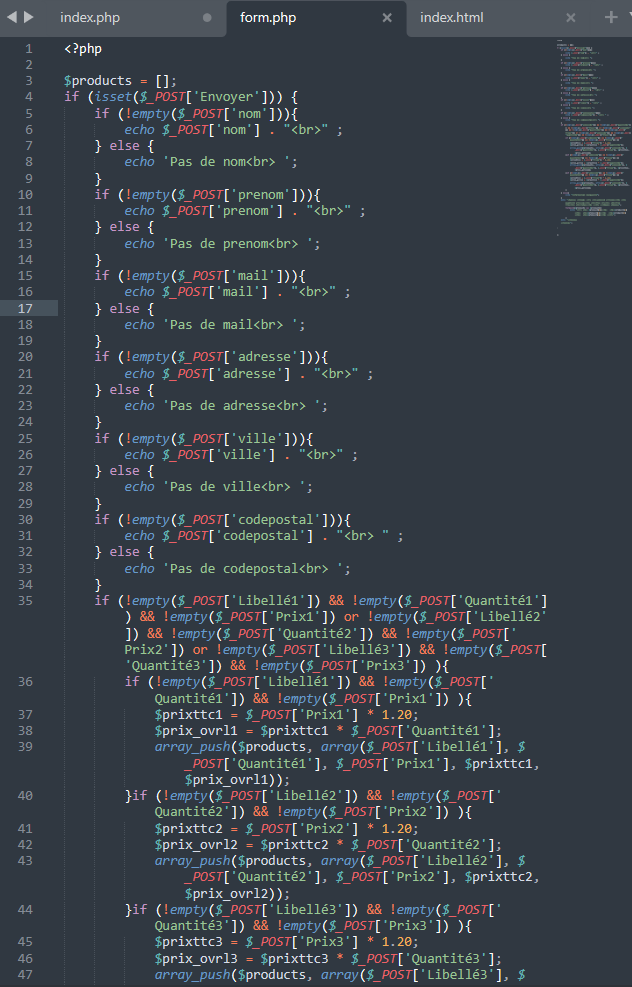 index.php
form.php
index.html
1 <?php
2
3 $products = [];
4 if (isset($_POST['Envoyer'])) {
5     if (!empty($_POST['nom'])){
6         echo $_POST['nom'] . "<br>" ;
7     } else {
8         echo 'Pas de nom<br> ';
9     }
10     if (!empty($_POST['prenom'])){
11         echo $_POST['prenom'] . "<br>" ;
12     } else {
13         echo 'Pas de prenom<br> ';
14     }
15     if (!empty($_POST['mail'])){
16         echo $_POST['mail'] . "<br>" ;
17     } else {
18         echo 'Pas de mail<br> ';
19     }
20     if (!empty($_POST['adresse'])){
21         echo $_POST['adresse'] . "<br>" ;
22     } else {
23         echo 'Pas de adresse<br> ';
24     }
25     if (!empty($_POST['ville'])){
26         echo $_POST['ville'] . "<br>" ;
27     } else {
28         echo 'Pas de ville<br> ';
29     }
30     if (!empty($_POST['codepostal'])){
31         echo $_POST['codepostal'] . "<br> " ;
32     } else {
33         echo 'Pas de codepostal<br> ';
34     }
35     if (!empty($_POST['Libellé1']) && !empty($_POST['Quantité1']
) && !empty($_POST['Prix1']) or !empty($_POST['Libellé2'
]) && !empty($_POST['Quantité2']) && !empty($_POST['
Prix2']) or !empty($_POST['Libellé3']) && !empty($_POST[
'Quantité3']) && !empty($_POST['Prix3']) ){
36         if (!empty($_POST['Libellé1']) && !empty($_POST['
Quantité1']) && !empty($_POST['Prix1']) ){
37             $prixttc1 = $_POST['Prix1'] * 1.20;
38             $prix_ovrl1 = $prixttc1 * $_POST['Quantité1'];
39             array_push($products, array($_POST['Libellé1'], $
_POST['Quantité1'], $_POST['Prix1'], $prixttc1,
$prix_ovrl1));
40         }if (!empty($_POST['Libellé2']) && !empty($_POST['
Quantité2']) && !empty($_POST['Prix2']) ){
41             $prixttc2 = $_POST['Prix2'] * 1.20;
42             $prix_ovrl2 = $prixttc2 * $_POST['Quantité2'];
43             array_push($products, array($_POST['Libellé2'], $
_POST['Quantité2'], $_POST['Prix2'], $prixttc2,
$prix_ovrl2));
44         }if (!empty($_POST['Libellé3']) && !empty($_POST['
Quantité3']) && !empty($_POST['Prix3']) ){
45             $prixttc3 = $_POST['Prix3'] * 1.20;
46             $prix_ovrl3 = $prixttc3 * $_POST['Quantité3'];
47             array_push($products, array($_POST['Libellé3'], $